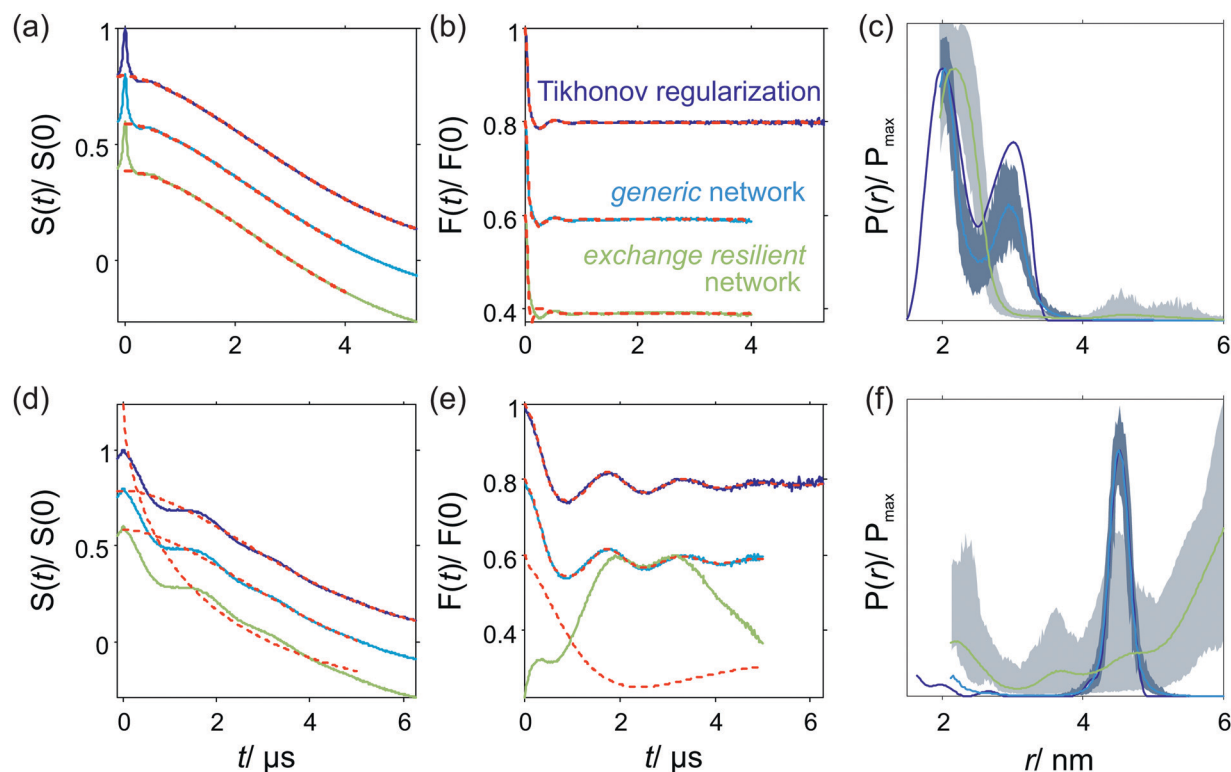 (a)
S(t)/ S(0)
1
0.5
0
0
2
4
(b)
F(t)/ F(0)
1
0.8
0.6
0.4
0
2
4
Tikhonov regularization
generic network
exchange resilient
network
(c)
P(r)/ Pmax
2
4
6
(d)
S(t)/ S(0)
1
0.5
0
0
2
4
6
t/ µs
(e)
F(t)/ F(0)
1
0.8
0.6
0.4
0
2
4
6
t/ µs
(f)
P(r)/ Pmax
2
4
6
r/ nm